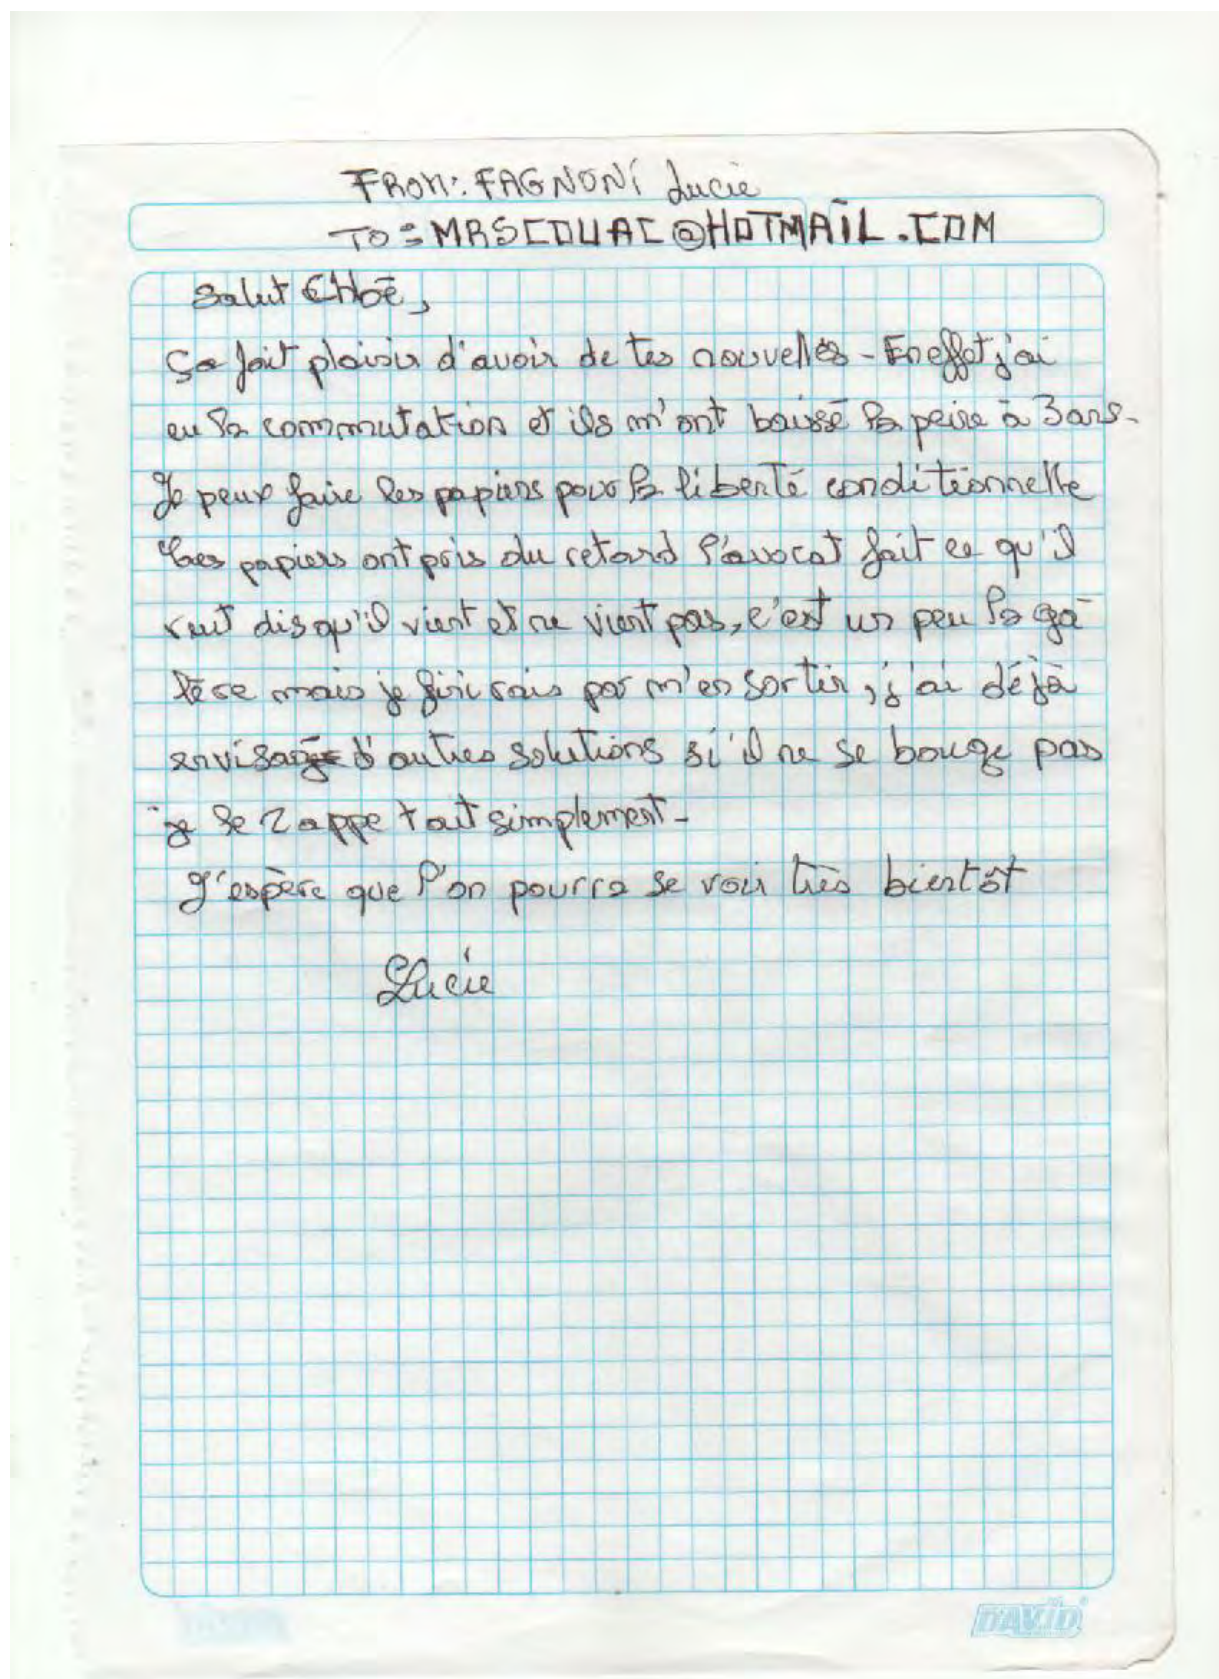 FROM: FAGNONI Lucie
TO: MRSCOUAC@HOTMAIL.COM
Salut Chloé,
ça fait plaisir d'avoir de tes nouvelles - En effet j'ai
eu la commutation et ils m'ont baissé la peine à 3 ans -
Je peux faire les papiers pour la liberté conditionnelle
les papiers ont pris du retard l'avocat fait ce qu'il
veut dis qu'il vient et ne vient pas, c'est un peu la ga
lère mais je finirais par m'en sortir, j'ai déjà
envisagé d'autres solutions si'il ne se bouge pas
je le zappe tout simplement -
J'espère que l'on pourra se voir très bientôt
Lucie
DAVID